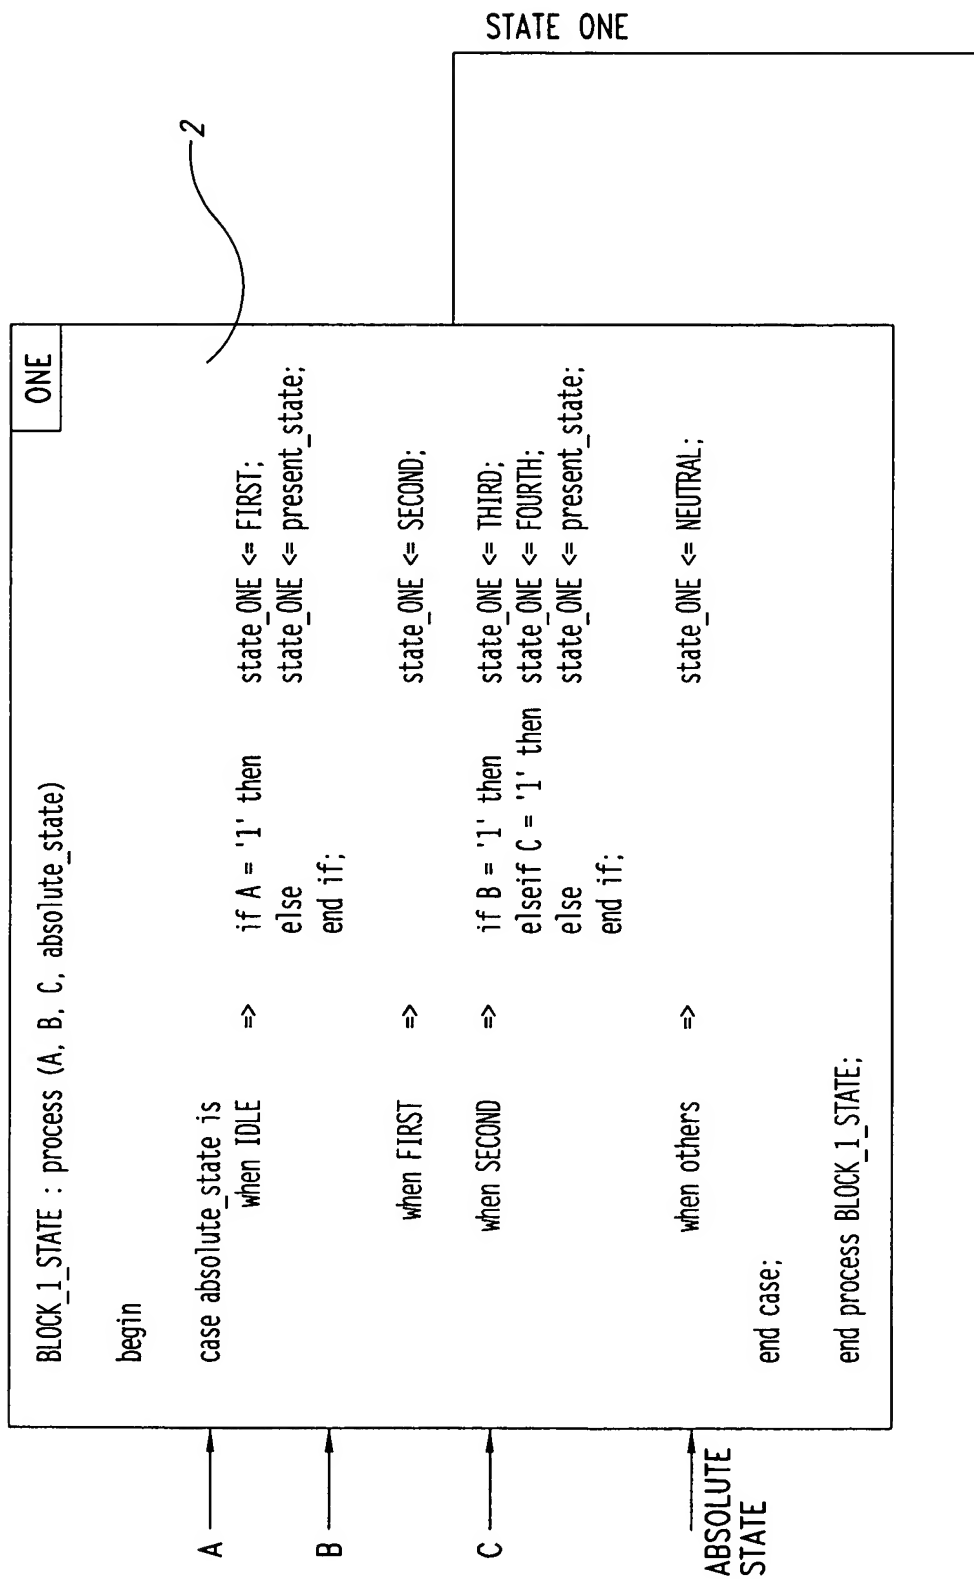 ONE
BLOCK_1_STATE : process (A, B, C, absolute_state)
begin
case absolute_state is
when IDLE => if A = '1' then state_ONE <= FIRST;
else state_ONE <= present_state;
end if;
when FIRST => state_ONE <= SECOND;
when SECOND => if B = '1' then state_ONE <= THIRD;
elseif C = '1' then state_ONE <= FOURTH;
else state_ONE <= present_state;
end if;
when others => state_ONE <= NEUTRAL;
end case;
end process BLOCK_1_STATE;
A
B
C
ABSOLUTE
STATE
2
STATE ONE